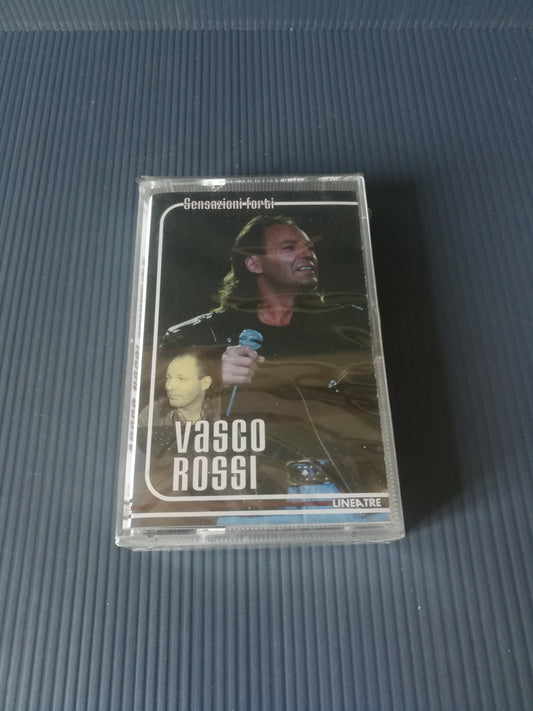 Sensazioni forti
VASCO
ROSSI
LINEATRE